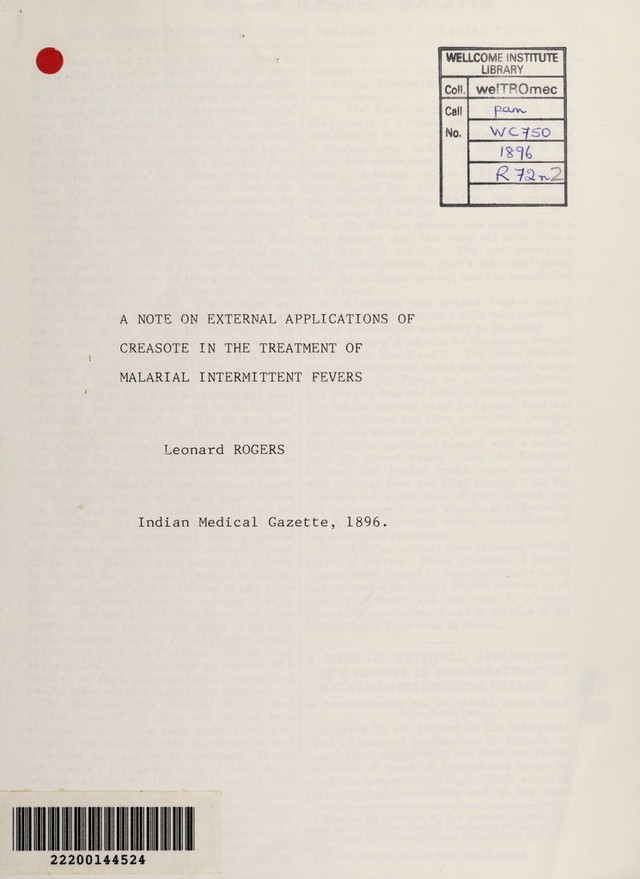 WELLCOME INSTITUTE
LIBRARY
Coll. welTROmec
Call pam
No. WC750
1896
R72n2
A NOTE ON EXTERNAL APPLICATIONS OF
CREASOTE IN THE TREATMENT OF
MALARIAL INTERMITTENT FEVERS
Leonard ROGERS
Indian Medical Gazette, 1896.
22200144524